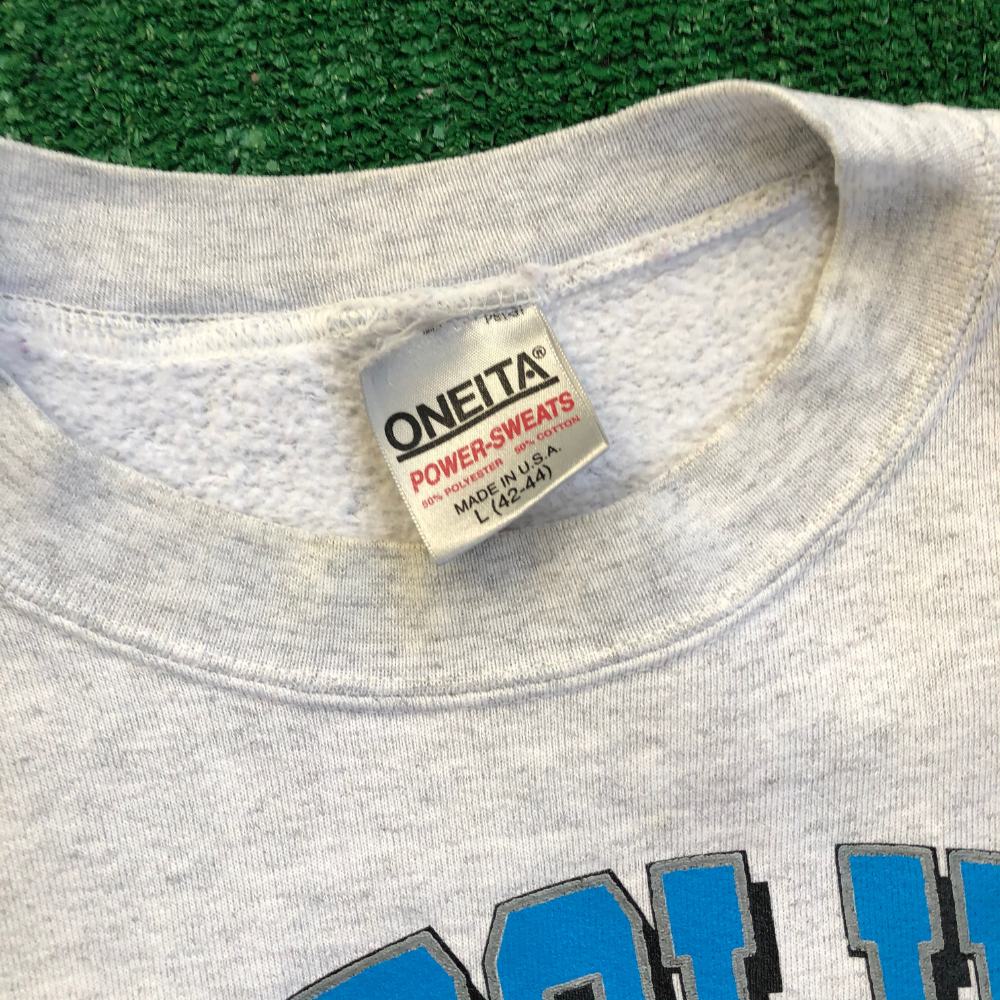 ONEITA®
POWER-SWEATS
50% POLYESTER 50% COTTON
MADE IN U.S.A.
L (42-44)